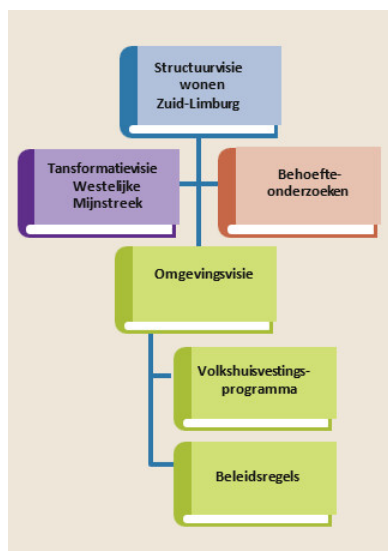 Structuurvisie
wonen
Zuid-Limburg
Tansformatievisie
Westelijke
Mijnstreek
Behoefte-
onderzoeken
Omgevingsvisie
Volkshuisvestings-
programma
Beleidsregels